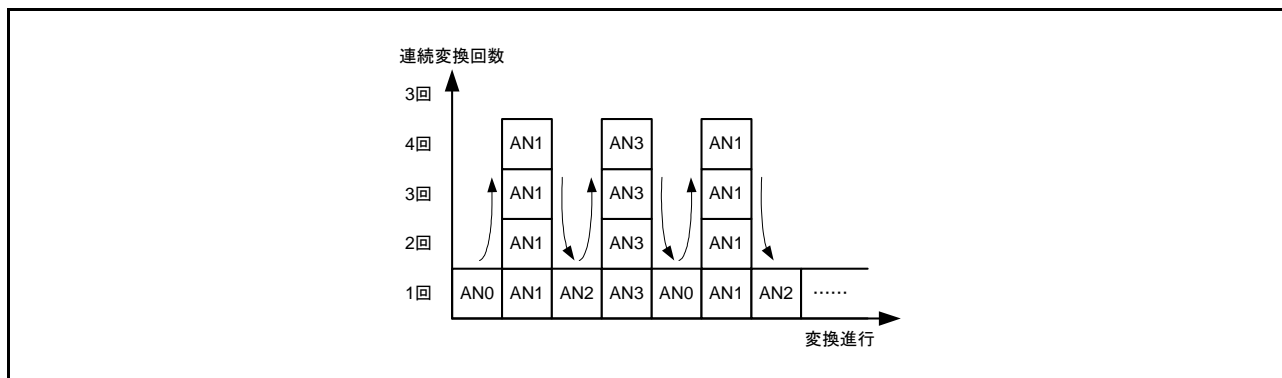 連続変換回数
3回
4回 AN1 AN3 AN1
3回 AN1 AN3 AN1
2回 AN1 AN3 AN1
1回 AN0 AN1 AN2 AN3 AN0 AN1 AN2 ……
変換進行